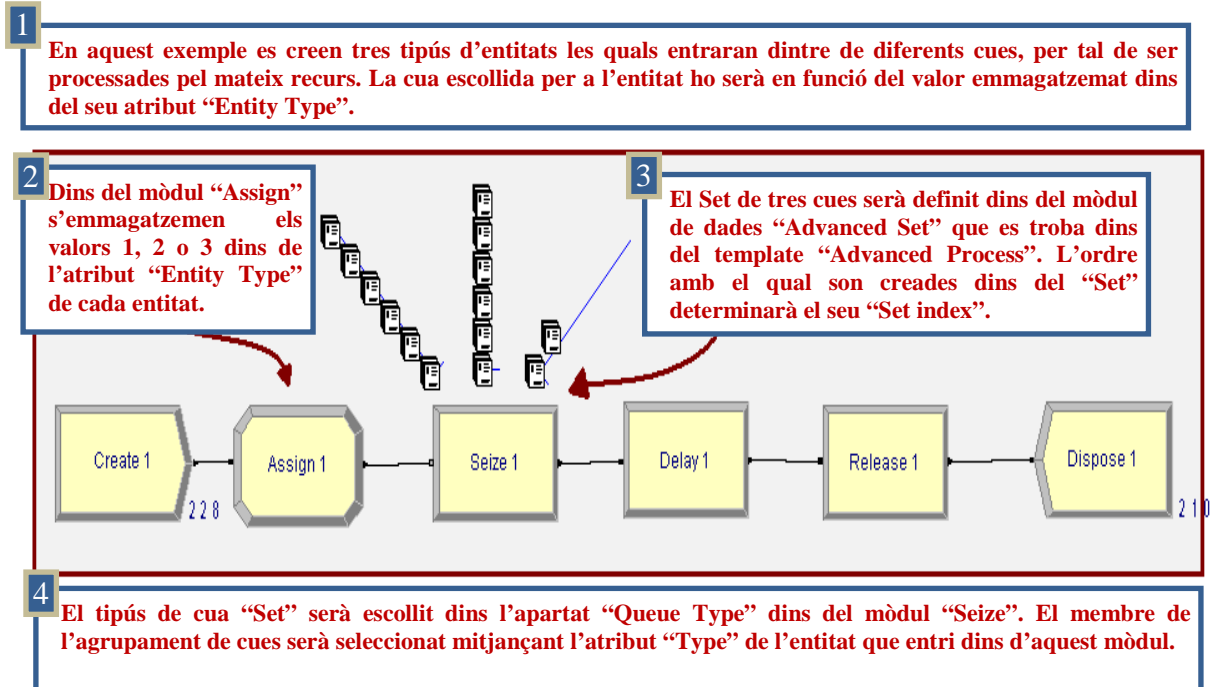 1
En aquest exemple es creen tres tipús d’entitats les quals entraran dintre de diferents cues, per tal de ser
processades pel mateix recurs. La cua escollida per a l’entitat ho serà en funció del valor emmagatzemat dins
del seu atribut “Entity Type”.
2
Dins del mòdul “Assign”
s’emmagatzemen els
valors 1, 2 o 3 dins de
l’atribut “Entity Type”
de cada entitat.
3
El Set de tres cues serà definit dins del mòdul
de dades “Advanced Set” que es troba dins
del template “Advanced Process”. L’ordre
amb el qual son creades dins del “Set”
determinarà el seu “Set index”.
Create 1
Assign 1
Seize 1
Delay 1
Release 1
Dispose 1
2 2 8
2 1 0
4
El tipús de cua “Set” serà escollit dins l’apartat “Queue Type” dins del mòdul “Seize”. El membre de
l’agrupament de cues serà seleccionat mitjançant l’atribut “Type” de l’entitat que entri dins d’aquest mòdul.